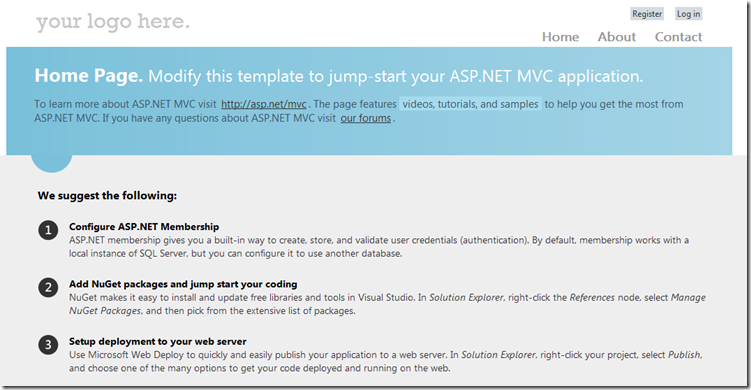 your logo here.
Register Log in
Home About Contact
Home Page. Modify this template to jump-start your ASP.NET MVC application.
To learn more about ASP.NET MVC visit http://asp.net/mvc . The page features videos, tutorials, and samples to help you get the most from
ASP.NET MVC. If you have any questions about ASP.NET MVC visit our forums .
We suggest the following:
1 Configure ASP.NET Membership
ASP.NET membership gives you a built-in way to create, store, and validate user credentials (authentication). By default, membership works with a
local instance of SQL Server, but you can configure it to use another database.
2 Add NuGet packages and jump start your coding
NuGet makes it easy to install and update free libraries and tools in Visual Studio. In Solution Explorer, right-click the References node, select Manage
NuGet Packages, and then pick from the extensive list of packages.
3 Setup deployment to your web server
Use Microsoft Web Deploy to quickly and easily publish your application to a web server. In Solution Explorer, right-click your project, select Publish,
and choose one of the many options to get your code deployed and running on the web.